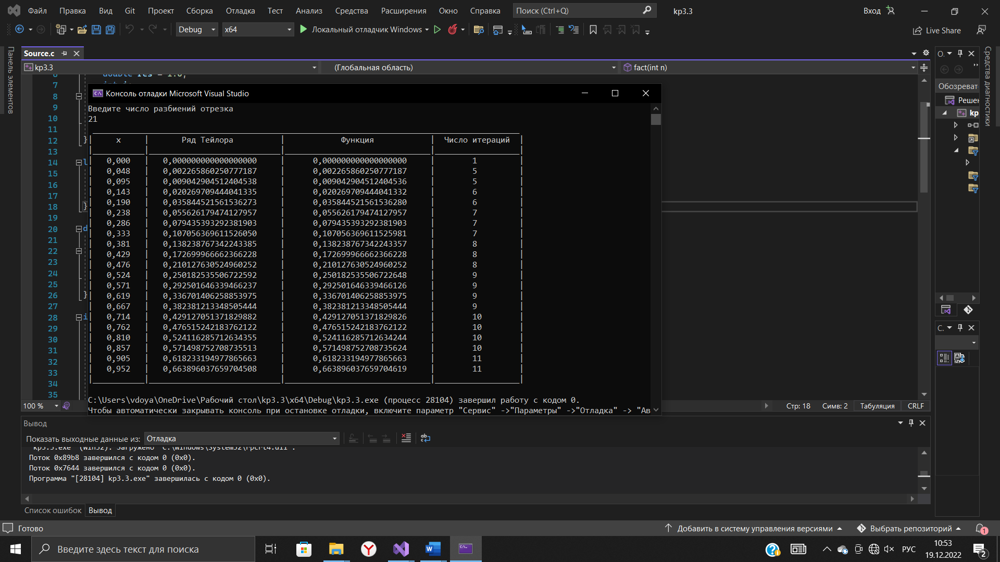 Файл Правка Вид Git Проект Сборка Отладка Тест Анализ Средства Расширения Окно Справка Поиск (Ctrl+Q) kp3.3 Вход
Debug x64 Локальный отладчик Windows Live Share
Панель элементов
Source.c
kp3.3 (Глобальная область) fact(int n)
6
7
8
9
10
11
12 }
13
14
15
16
17
18 }
19
20
21
22
23
24
25
26 }
27
28
29
30
31
32
33
34
35
Консоль отладки Microsoft Visual Studio
Введите число разбиений отрезка
21
| x | Ряд Тейлора | Функция | Число итераций |
| 0,000 | 0,000000000000000000 | 0,000000000000000000 | 1 |
| 0,048 | 0,002265860250777187 | 0,002265860250777187 | 5 |
| 0,095 | 0,009042904512404538 | 0,009042904512404536 | 5 |
| 0,143 | 0,020269709444041335 | 0,020269709444041332 | 6 |
| 0,190 | 0,035844521561536273 | 0,035844521561536280 | 6 |
| 0,238 | 0,055626179474127957 | 0,055626179474127957 | 7 |
| 0,286 | 0,079435393292381903 | 0,079435393292381903 | 7 |
| 0,333 | 0,107056369611526050 | 0,107056369611525981 | 7 |
| 0,381 | 0,138238767342243385 | 0,138238767342243357 | 8 |
| 0,429 | 0,172699966662366228 | 0,172699966662366228 | 8 |
| 0,476 | 0,210127630524960252 | 0,210127630524960252 | 8 |
| 0,524 | 0,250182535506722592 | 0,250182535506722648 | 9 |
| 0,571 | 0,292501646339466237 | 0,292501646339466126 | 9 |
| 0,619 | 0,336701406258853975 | 0,336701406258853975 | 9 |
| 0,667 | 0,382381213348505444 | 0,382381213348505444 | 9 |
| 0,714 | 0,429127051371829882 | 0,429127051371829826 | 10 |
| 0,762 | 0,476515242183762122 | 0,476515242183762122 | 10 |
| 0,810 | 0,524116285712634355 | 0,524116285712634244 | 10 |
| 0,857 | 0,571498752708735513 | 0,571498752708735624 | 10 |
| 0,905 | 0,618233194977865663 | 0,618233194977865663 | 11 |
| 0,952 | 0,663896037659704508 | 0,663896037659704619 | 11 |
C:\Users\vdoya\OneDrive\Рабочий стол\kp3.3\x64\Debug\kp3.3.exe (процесс 28104) завершил работу с кодом 0.
Чтобы автоматически закрывать консоль при остановке отладки, включите параметр "Сервис" ->"Параметры" ->"Отладка" -> "Ав
О.
Обозреват
Решен
kp
Средства диагностики
С.
100 % Стр: 18 Симв: 2 Табуляция CRLF
Вывод
Показать выходные данные из: Отладка
"kp3.3.exe" (Win32). Загружено "C:\Windows\System32\rpcrt4.dll".
Поток 0x89b8 завершился с кодом 0 (0x0).
Поток 0x7644 завершился с кодом 0 (0x0).
Программа "[28104] kp3.3.exe" завершилась с кодом 0 (0x0).
Список ошибок Вывод
Готово Добавить в систему управления версиями Выбрать репозиторий 1
Введите здесь текст для поиска РУС 10:53
19.12.2022 2